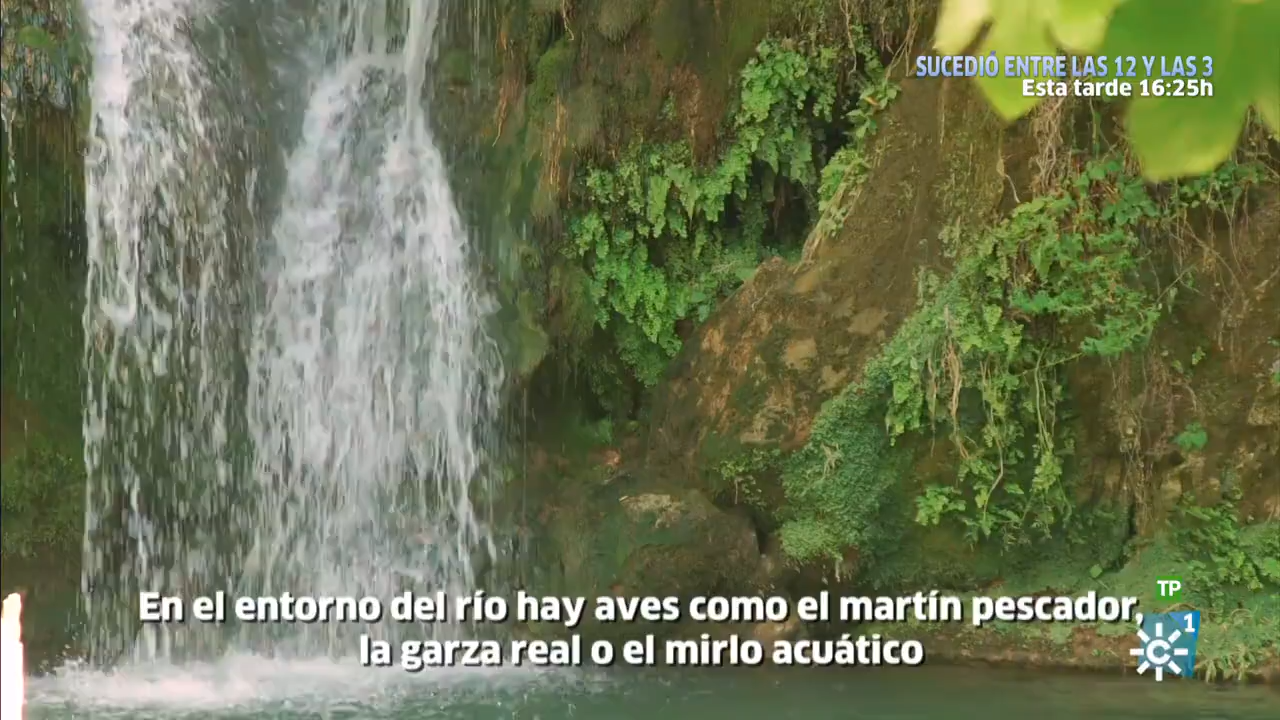 SUCEDIÓ ENTRE LAS 12 Y LAS 3
Esta tarde 16:25h
En el entorno del río hay aves como el martín pescador,
la garza real o el mirlo acuático
TP
1